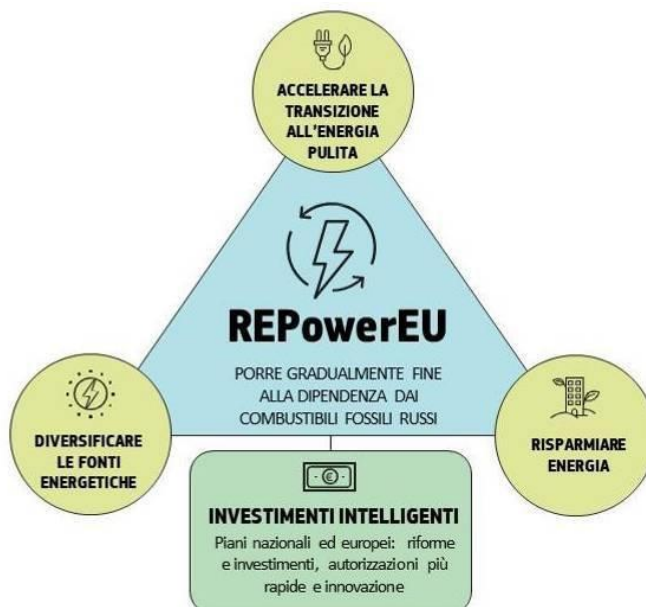 ACCELERARE LA
TRANSIZIONE
ALL'ENERGIA
PULITA
REPowerEU
PORRE GRADUALMENTE FINE
ALLA DIPENDENZA DAI
COMBUSTIBILI FOSSILI RUSSI
DIVERSIFICARE
LE FONTI
ENERGETICHE
RISPARMIARE
ENERGIA
€
INVESTIMENTI INTELLIGENTI
Piani nazionali ed europei: riforme
e investimenti, autorizzazioni più
rapide e innovazione